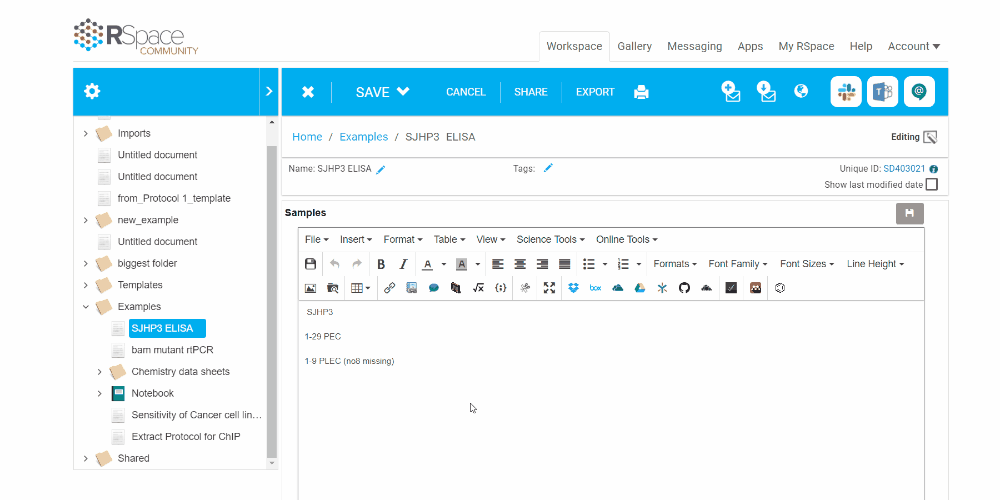 RSpace
COMMUNITY
Workspace Gallery Messaging Apps My RSpace Help Account
SAVE CANCEL SHARE EXPORT
Imports
Untitled document
Untitled document
from_Protocol 1_template
new_example
Untitled document
biggest folder
Templates
Examples
SJHP3 ELISA
bam mutant rtPCR
Chemistry data sheets
Notebook
Sensitivity of Cancer cell lin...
Extract Protocol for ChIP
Shared
Home / Examples / SJHP3 ELISA
Editing
Name: SJHP3 ELISA
Tags:
Unique ID: SD403021
Show last modified date
Samples
File Insert Format Table View Science Tools Online Tools
B I A A Formats Font Family Font Sizes Line Height
box
SJHP3
1-29 PEC
1-9 PLEC (no8 missing)